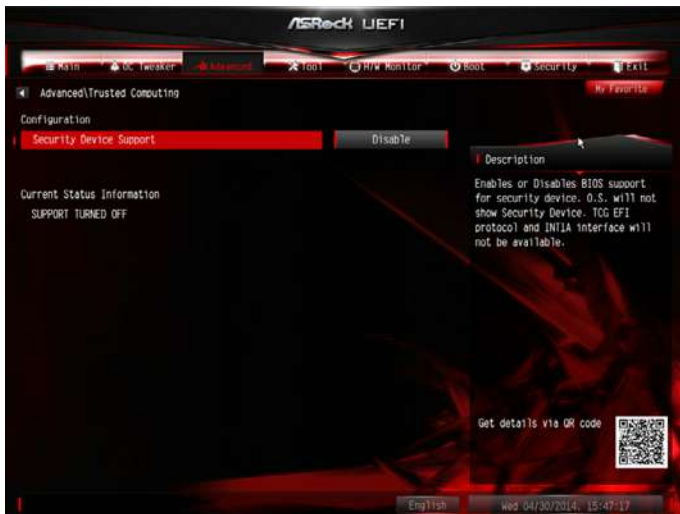 ASRock UEFI
Main OC Tweaker Advanced Tool H/W Monitor Boot Security Exit
My Favorite
Advanced\Trusted Computing
Configuration
Security Device Support Disable
Description
Enables or Disables BIOS support
for security device. O.S. will not
show Security Device. TCG EFI
protocol and INT1A interface will
not be available.
Current Status Information
SUPPORT TURNED OFF
Get details via QR code
English Wed 04/30/2014. 15:47:17